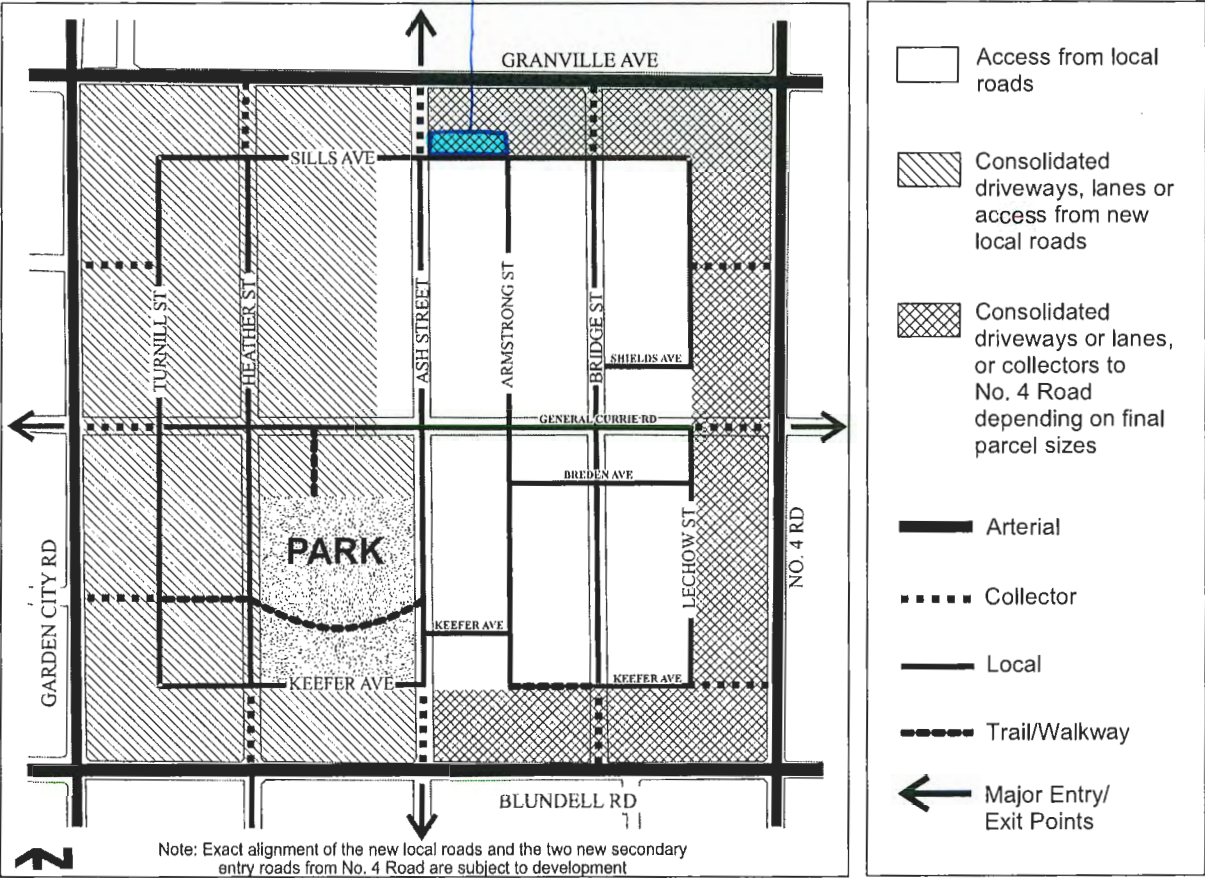 GRANVILLE AVE
SILLS AVE
TURNILL ST
HEATHER ST
ASH STREET
ARMSTRONG ST
BRIDGE ST
SHIELDS AVE
GENERAL CURRIE RD
BREDEN AVE
LECHOW ST
PARK
GARDEN CITY RD
NO. 4 RD
KEEFER AVE
KEEFER AVE
KEEFER AVE
BLUNDELL RD
Note: Exact alignment of the new local roads and the two new secondary
entry roads from No. 4 Road are subject to development
Access from local
roads
Consolidated
driveways, lanes or
access from new
local roads
Consolidated
driveways or lanes,
or collectors to
No. 4 Road
depending on final
parcel sizes
Arterial
Collector
Local
Trail/Walkway
Major Entry/
Exit Points